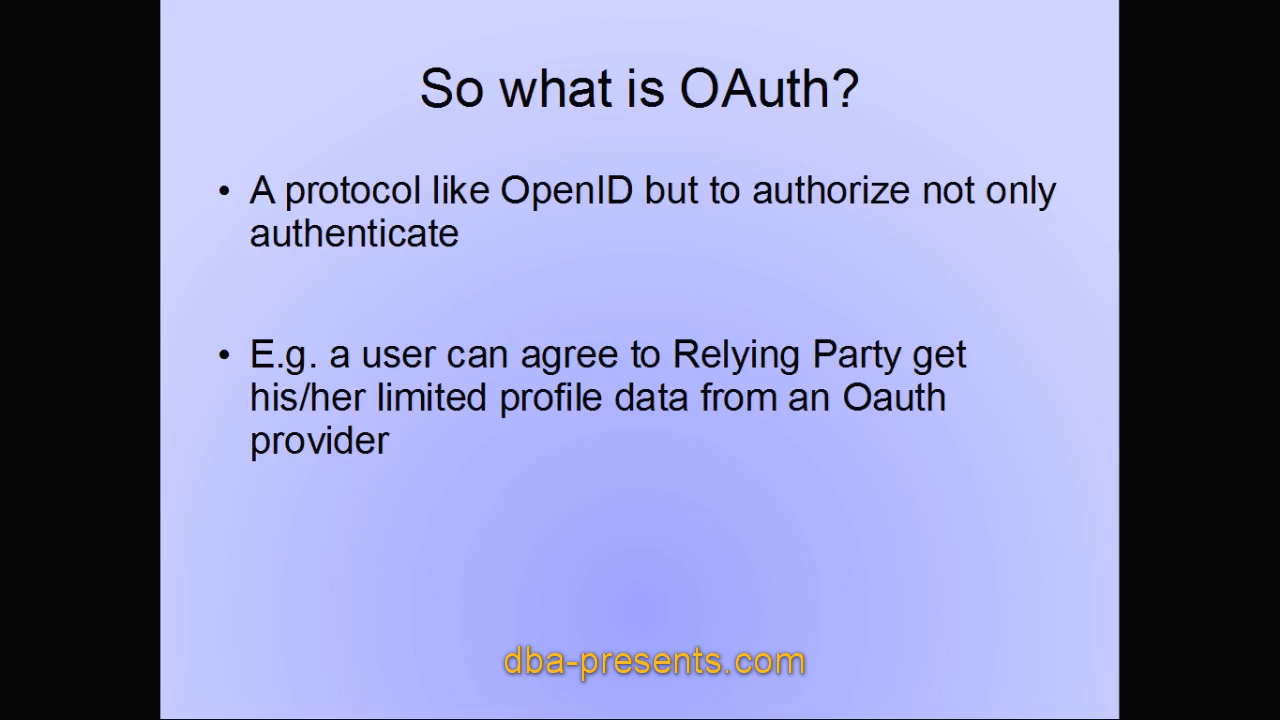 So what is OAuth?
• A protocol like OpenID but to authorize not only
authenticate
• E.g. a user can agree to Relying Party get
his/her limited profile data from an Oauth
provider
dba-presents.com